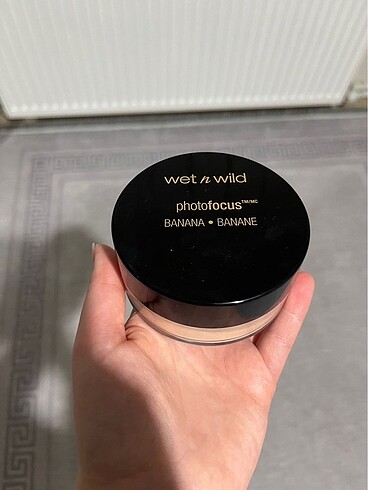 wet n wild
photofocus™/MC
BANANA • BANANE